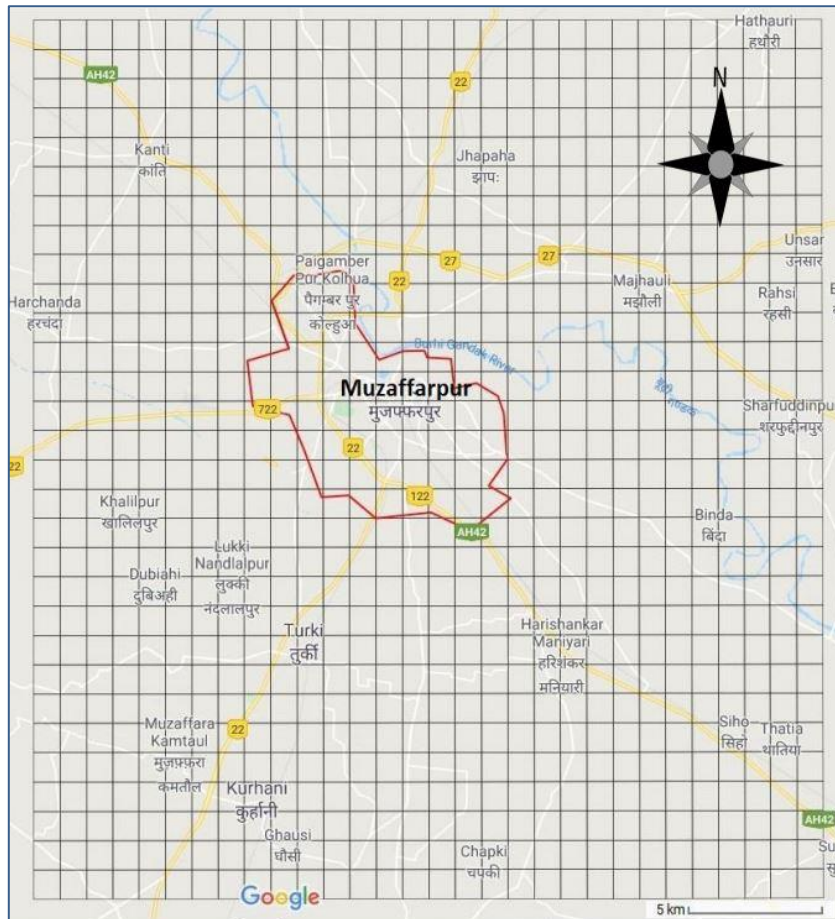 Hathauri
हथौरी
N
AH42
22
Kanti
कांति
Jhapaha
झापः
Unsar
उनसार
Paigamber
Pur Kolhua
पैगम्बर पुर
कोल्हुआ
27
27
22
Majhauli
मझौली
Rahsi
रहसी
Harchanda
हरचंदा
Burhi Gandak River
Muzaffarpur
मुजफ्फरपुर
722
22
Sharfuddinpur
शरफुद्दीनपुर
22
122
Khalilpur
खालिलपुर
AH42
Binda
बिंदा
Lukki
Nandlalpur
लुक्की
नंदलालपुर
Dubiahi
दुबिअही
Turki
तुर्की
Harishankar
Maniyari
हरिशंकर
मनियारी
Muzaffara
Kamtaul
मुज़फ़्फ़रा
कमतौल
22
Siho
सिहो
Thatia
थातिया
Kurhani
कुर्हानी
AH42
Ghausi
घौसी
Chapki
चपकी
Google
5 km